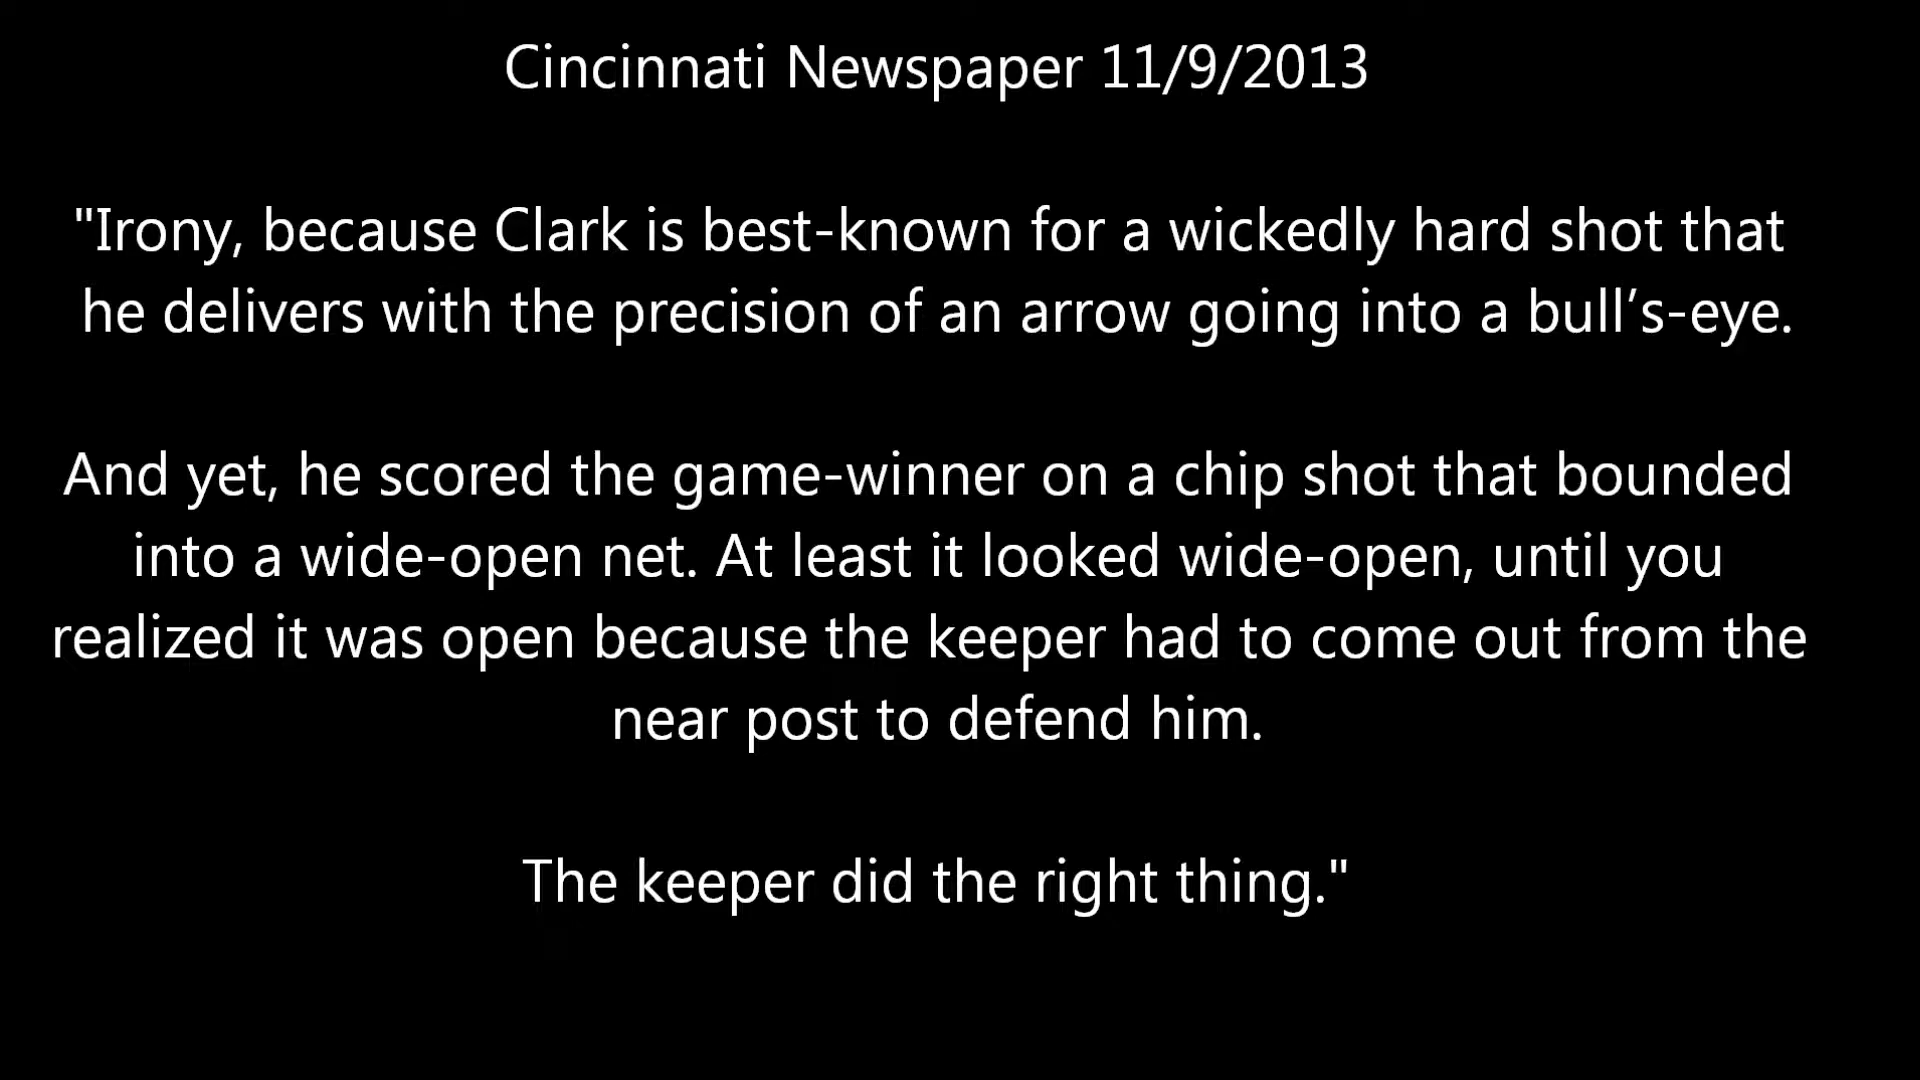 Cincinnati Newspaper 11/9/2013
"Irony, because Clark is best-known for a wickedly hard shot that
he delivers with the precision of an arrow going into a bull’s-eye.
And yet, he scored the game-winner on a chip shot that bounded
into a wide-open net. At least it looked wide-open, until you
realized it was open because the keeper had to come out from the
near post to defend him.
The keeper did the right thing."